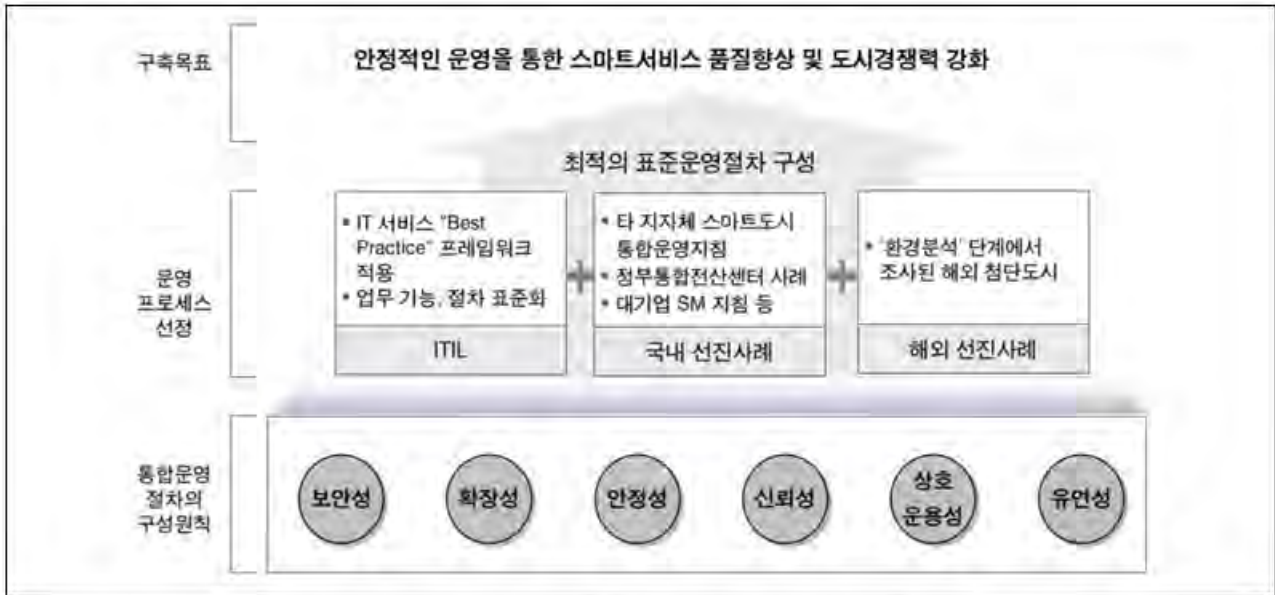 구축목표
안정적인 운영을 통한 스마트서비스 품질향상 및 도시경쟁력 강화
최적의 표준운영절차 구성
운영
프로세스
선정
• IT 서비스 "Best
Practice" 프레임워크
적용
• 업무 기능, 절차 표준화
ITIL
+
• 타 지자체 스마트도시
통합운영지침
• 정부통합전산센터 사례
• 대기업 SM 지침 등
국내 선진사례
+
• '환경분석' 단계에서
조사된 해외 첨단도시
해외 선진사례
통합운영
절차의
구성원칙
보안성
확장성
안정성
신뢰성
상호
운용성
유연성